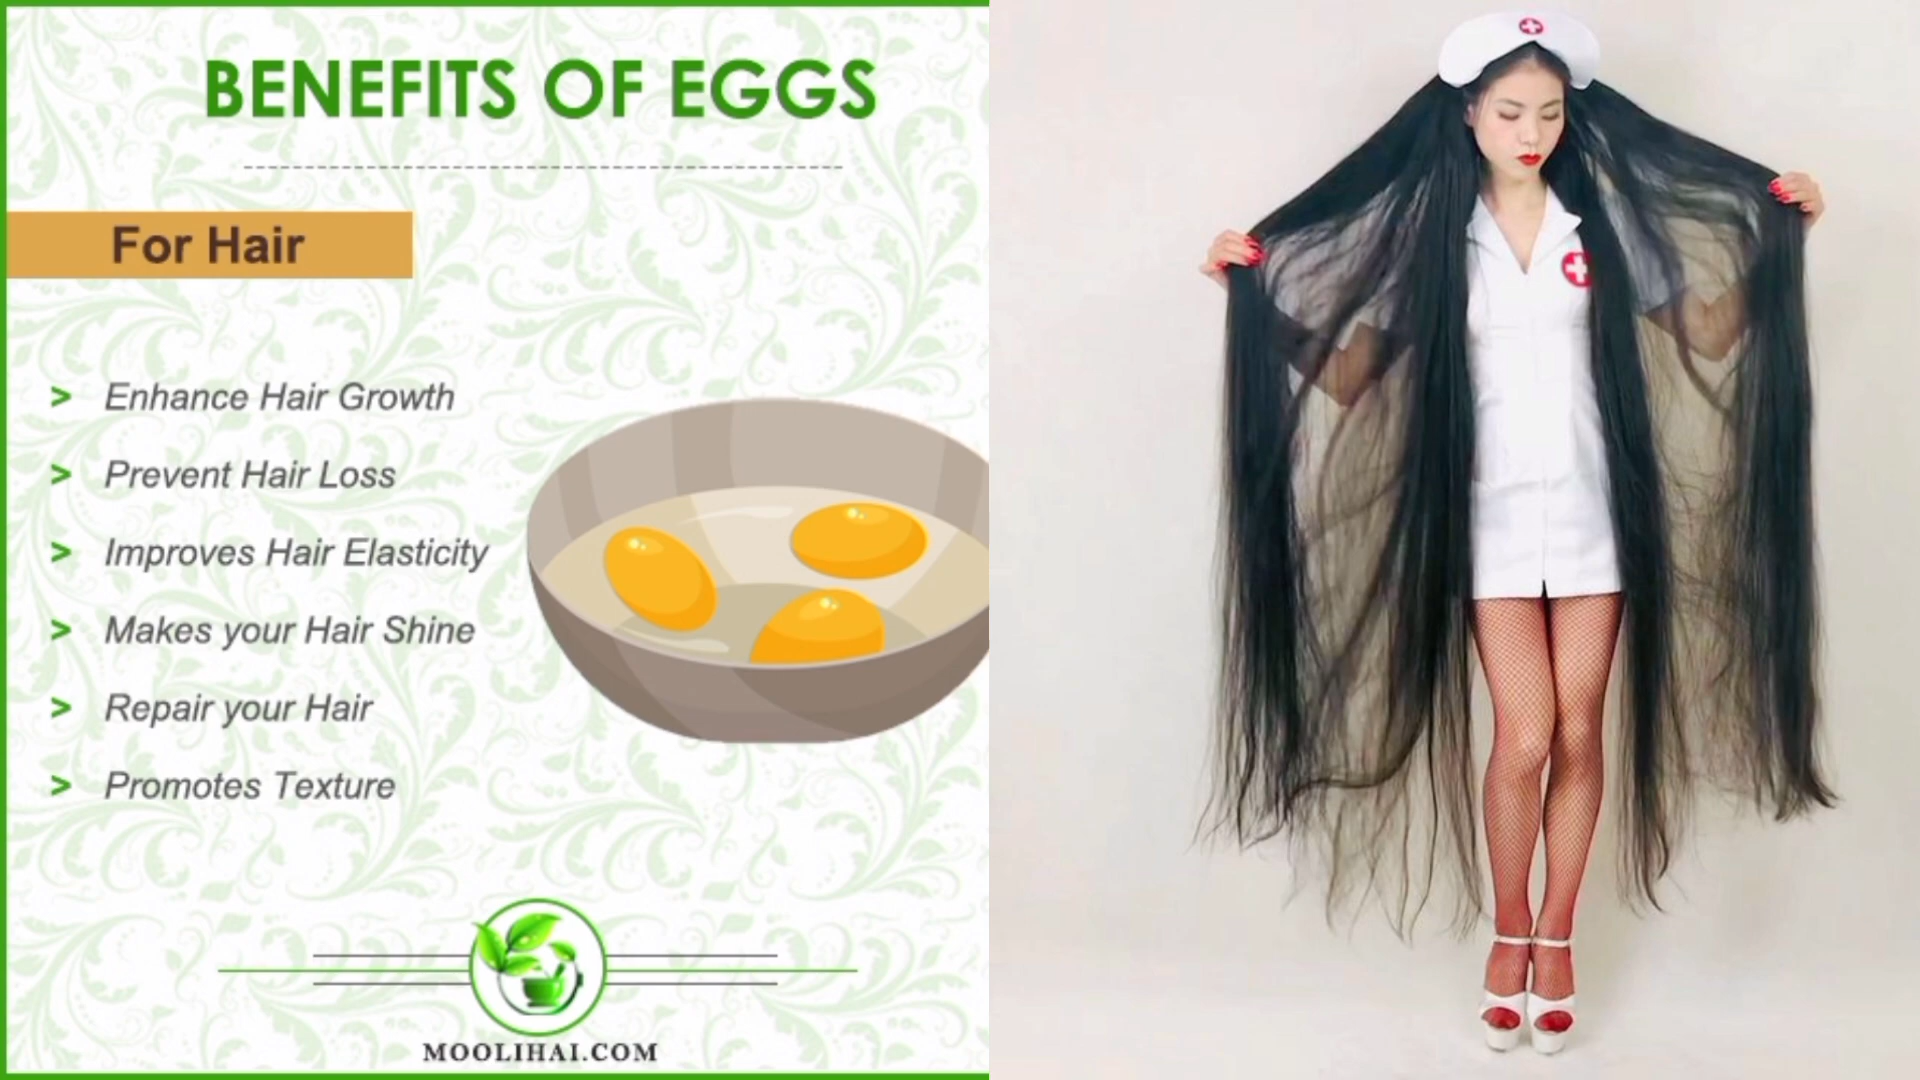 BENEFITS OF EGGS
For Hair
> Enhance Hair Growth
> Prevent Hair Loss
> Improves Hair Elasticity
> Makes your Hair Shine
> Repair your Hair
> Promotes Texture
MOOLIHAI.COM